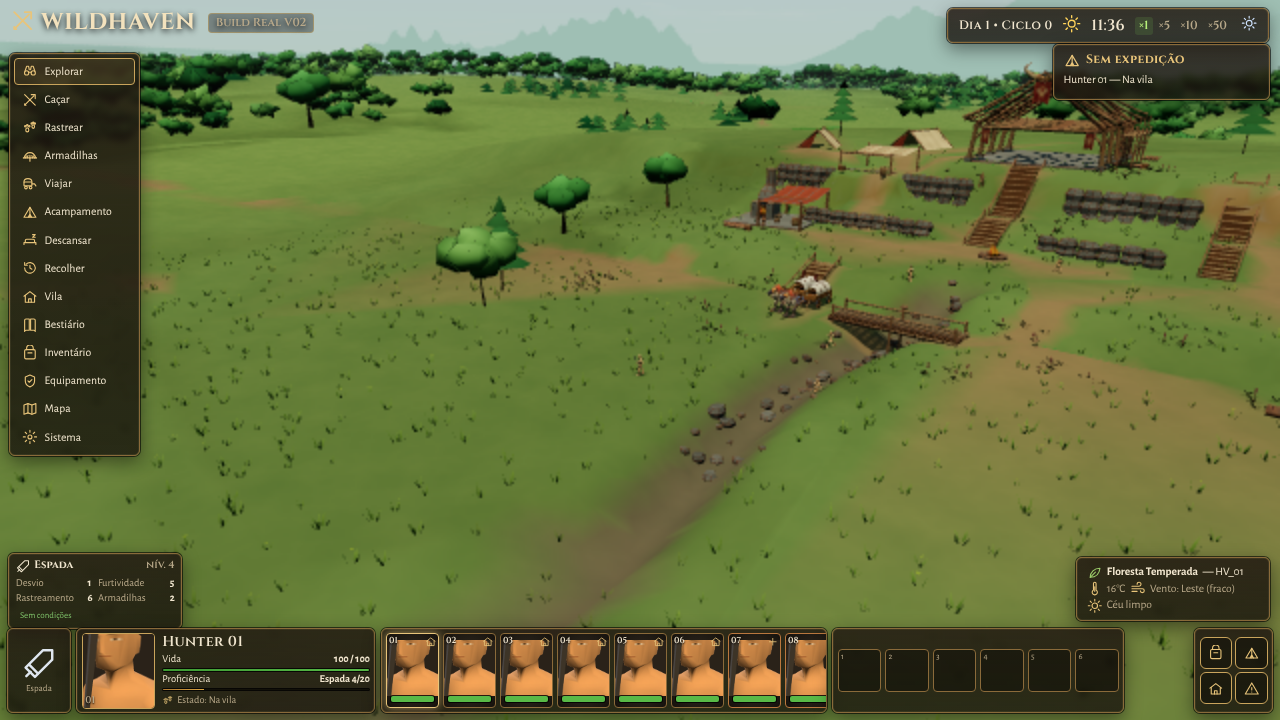 WILDHAVEN
BUILD REAL V02
DIA 1 • CICLO 0
11:36
×1 ×5 ×10 ×50
SEM EXPEDIÇÃO
Hunter 01 — Na vila
Explorar
Caçar
Rastrear
Armadilhas
Viajar
Acampamento
Descansar
Recolher
Vila
Bestiário
Inventário
Equipamento
Mapa
Sistema
ESPADA NÍV. 4
Desvio 1 Furtividade 5
Rastreamento 6 Armadilhas 2
Sem condições
Floresta Temperada — HV_01
16°C Vento: Leste (fraco)
Céu limpo
Espada
01
HUNTER 01
Vida 100 / 100
Proficiência Espada 4/20
Estado: Na vila
01 02 03 04 05 06 07 08
1 2 3 4 5 6